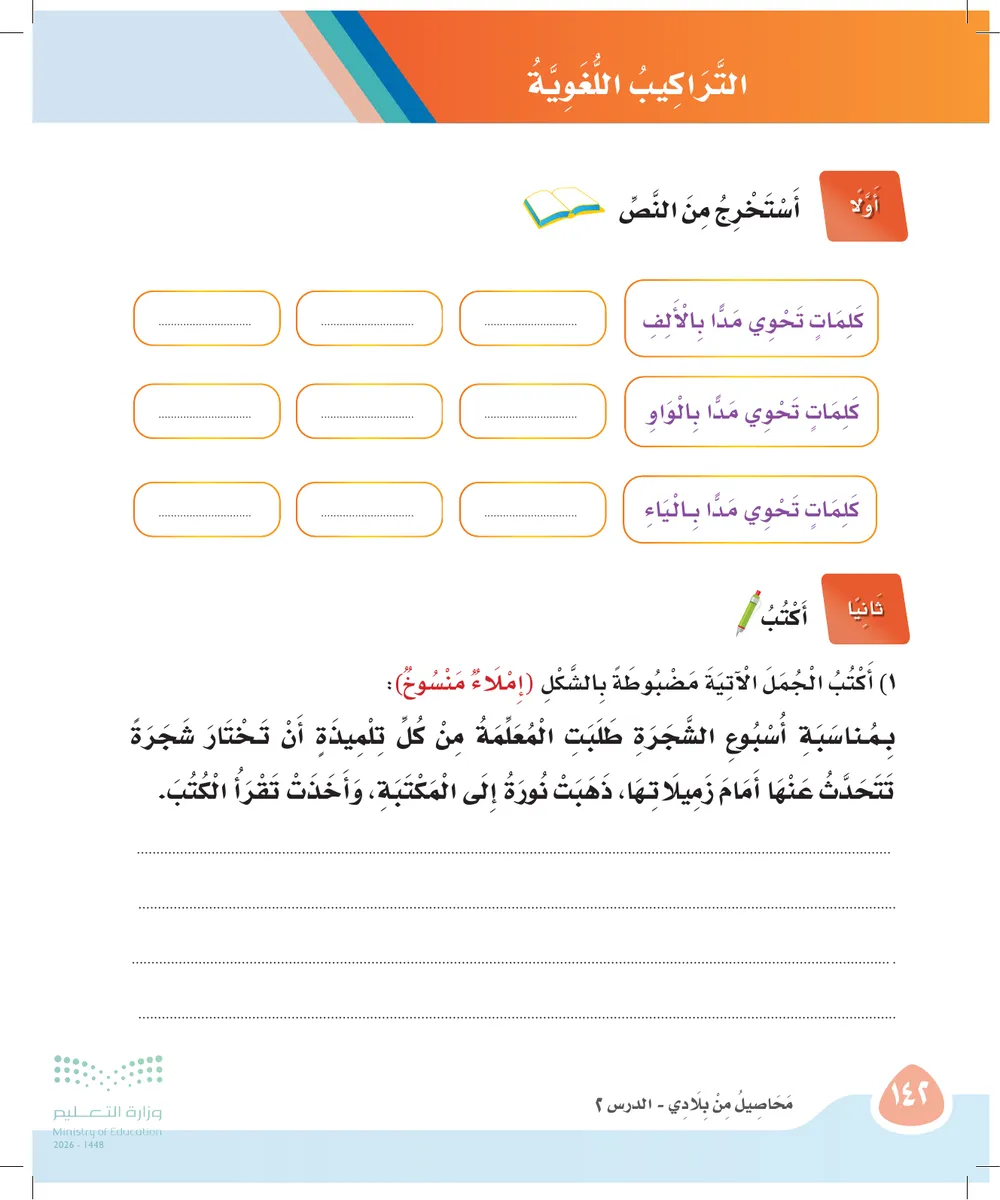 التَّرَاكِيبُ اللُّغَوِيَّةُ
أَوَّلًا
أَسْتَخْرِجُ مِنَ النَّصِّ
كَلِمَاتٍ تَحْوِي مَدًّا بِالْأَلِفِ
كَلِمَاتٍ تَحْوِي مَدًّا بِالْوَاوِ
كَلِمَاتٍ تَحْوِي مَدًّا بِالْيَاءِ
ثَانِيًا
أَكْتُبُ
١) أَكْتُبُ الْجُمَلَ الْآتِيَةَ مَضْبُوطَةً بِالشَّكْلِ (إِمْلَاءٌ مَنْسُوخٌ):
بِمُناسَبَةِ أُسْبُوعِ الشَّجَرَةِ طَلَبَتِ الْمُعَلِّمَةُ مِنْ كُلِّ تِلْمِيذَةٍ أَنْ تَخْتَارَ شَجَرَةً
تَتَحَدَّثُ عَنْهَا أَمَامَ زَمِيلَاتِهَا، ذَهَبَتْ نُورَةُ إِلَى الْمَكْتَبَةِ، وَأَخَذَتْ تَقْرَأُ الْكُتُبَ.
مَحَاصِيلُ مِنْ بِلَادِي - الدرس ٢
١٤٢
وزارة التعـــليم
Ministry of Education
2026 - 1448